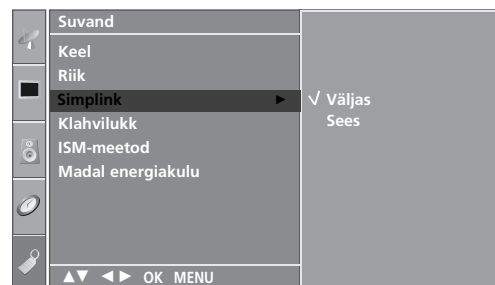 Suvand
Keel
Riik
Simplink ►
Klahvilukk
ISM-meetod
Madal energiakulu
√ Väljas
Sees
▲▼ ◄► OK MENU